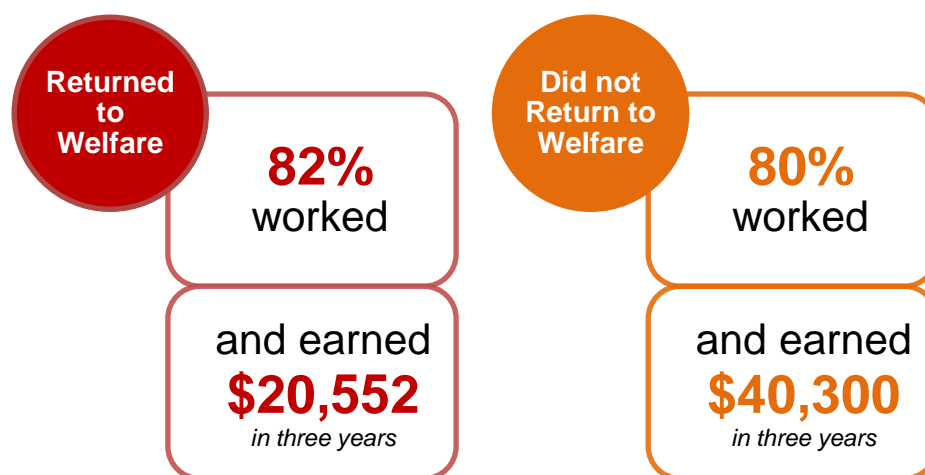 Returned
to
Welfare
82%
worked
and earned
$20,552
in three years
Did not
Return to
Welfare
80%
worked
and earned
$40,300
in three years